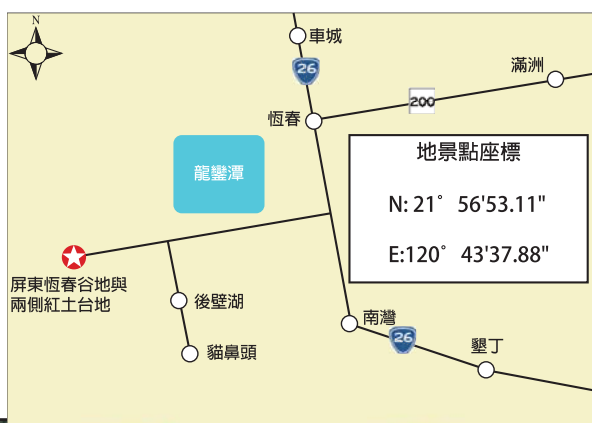 N
車城
26
滿洲
200
恆春
地景點座標
龍鑾潭
N: 21° 56'53.11"
E:120° 43'37.88"
屏東恆春谷地與
兩側紅土台地
後壁湖
南灣
26
貓鼻頭
墾丁